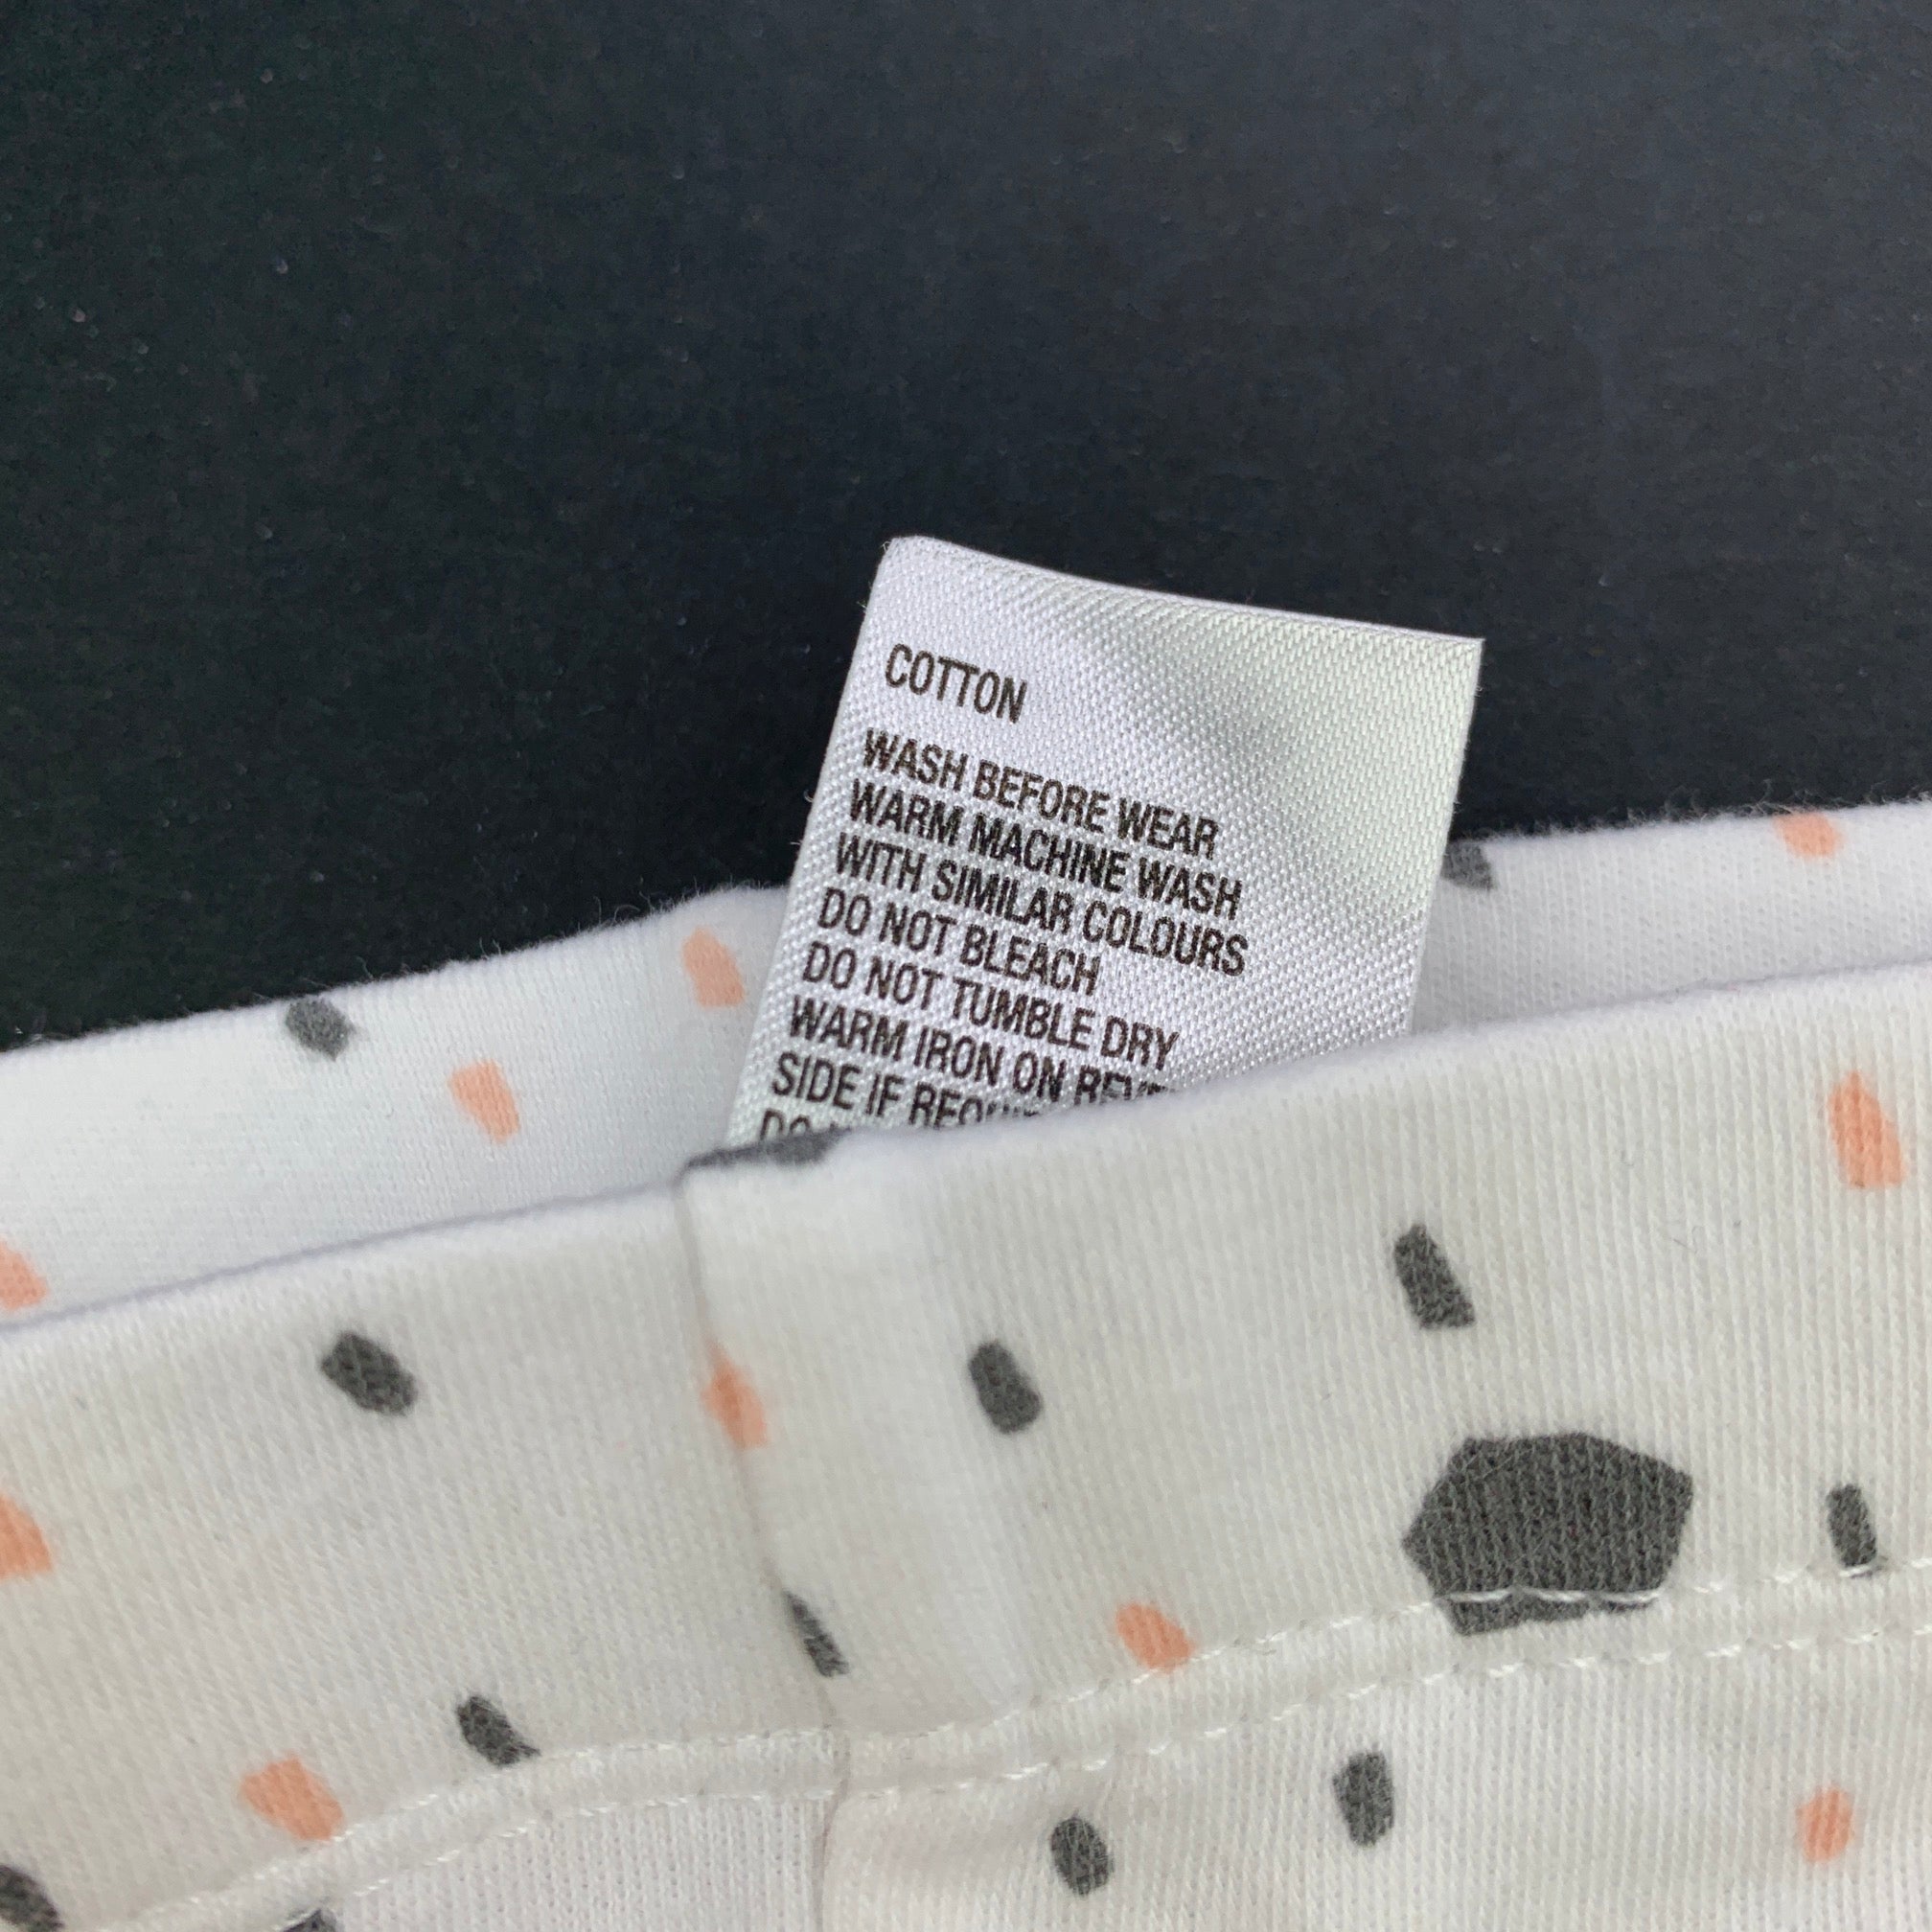 COTTON
WASH BEFORE WEAR
WARM MACHINE WASH
WITH SIMILAR COLOURS
DO NOT BLEACH
DO NOT TUMBLE DRY
WARM IRON ON
SIDE IF
DO